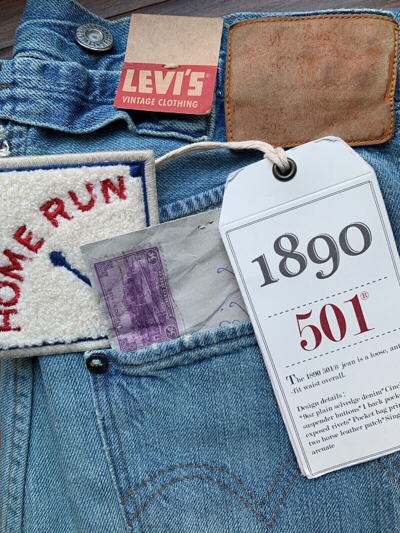 LEVI'S®
VINTAGE CLOTHING
HOME RUN
1890
501®
The 1890 501® jean is a loose, ant
-fit waist overall.
Design details:
*9oz plain selvedge denim* Cinc
suspender buttons* 1 back pock
exposed rivets* Pocket bag prin
two horse leather patch* Sing
arcuate